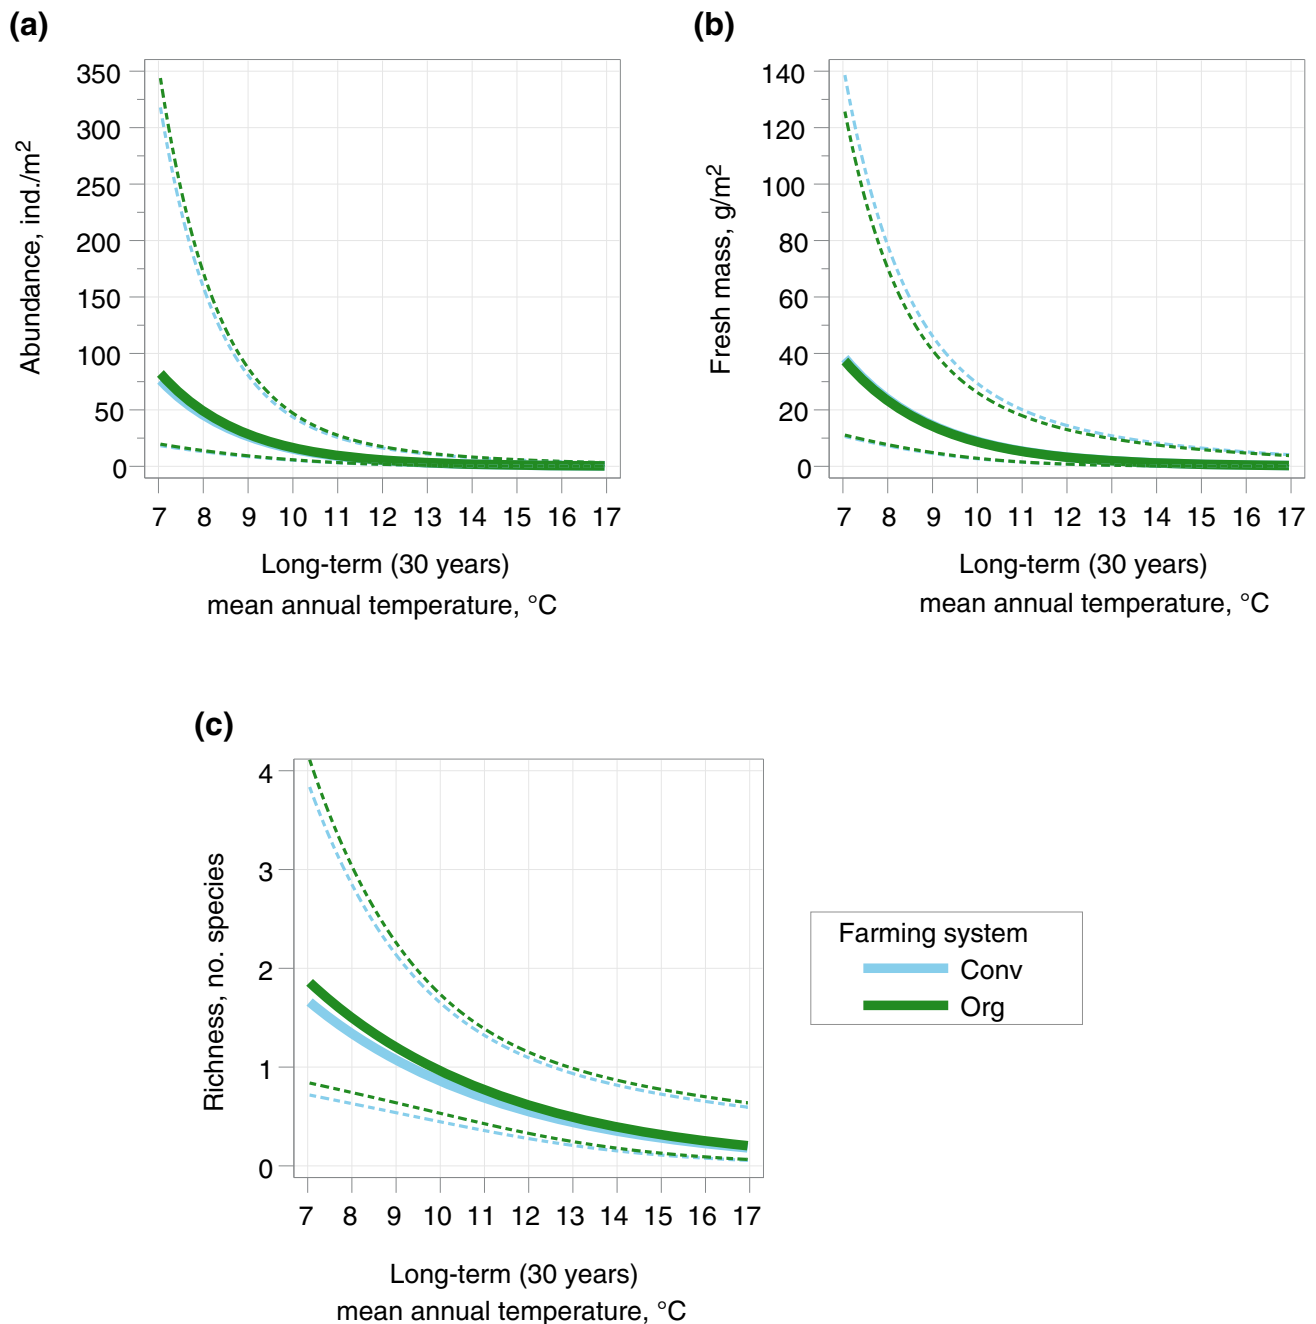 (a)
350
300
250
200
150
100
50
0
Abundance, ind./m²
7 8 9 10 11 12 13 14 15 16 17
Long-term (30 years)
mean annual temperature, °C
(b)
140
120
100
80
60
40
20
0
Fresh mass, g/m²
7 8 9 10 11 12 13 14 15 16 17
Long-term (30 years)
mean annual temperature, °C
(c)
4
3
2
1
0
Richness, no. species
7 8 9 10 11 12 13 14 15 16 17
Long-term (30 years)
mean annual temperature, °C
Farming system
Conv
Org